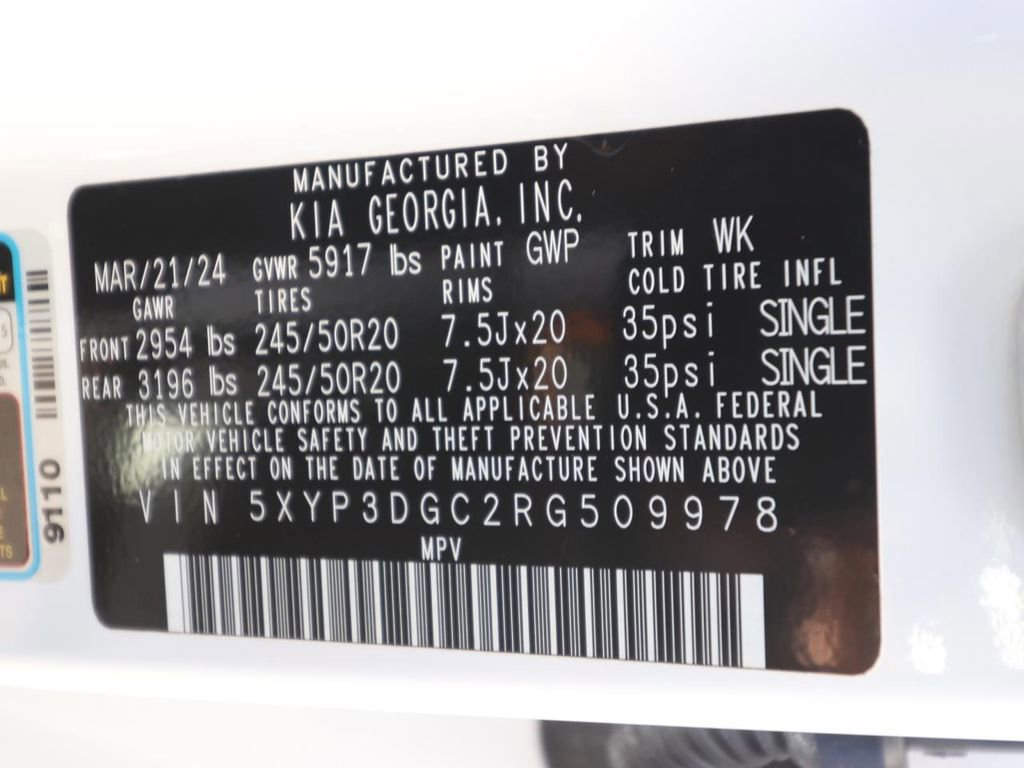 MANUFACTURED BY
KIA GEORGIA, INC.
MAR/21/24 GVWR 5917 lbs PAINT GWP TRIM WK
GAWR TIRES RIMS COLD TIRE INFL
FRONT 2954 lbs 245/50R20 7.5Jx20 35psi SINGLE
REAR 3196 lbs 245/50R20 7.5Jx20 35psi SINGLE
THIS VEHICLE CONFORMS TO ALL APPLICABLE U.S.A. FEDERAL
MOTOR VEHICLE SAFETY AND THEFT PREVENTION STANDARDS
IN EFFECT ON THE DATE OF MANUFACTURE SHOWN ABOVE
VIN 5XYP3DGC2RG509978
MPV
9110